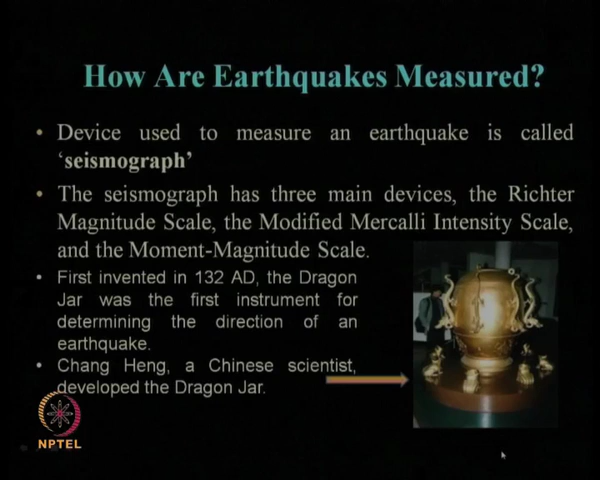 How Are Earthquakes Measured?
• Device used to measure an earthquake is called
‘seismograph’
• The seismograph has three main devices, the Richter
Magnitude Scale, the Modified Mercalli Intensity Scale,
and the Moment-Magnitude Scale.
• First invented in 132 AD, the Dragon
Jar was the first instrument for
determining the direction of an
earthquake.
• Chang Heng, a Chinese scientist,
developed the Dragon Jar.
NPTEL